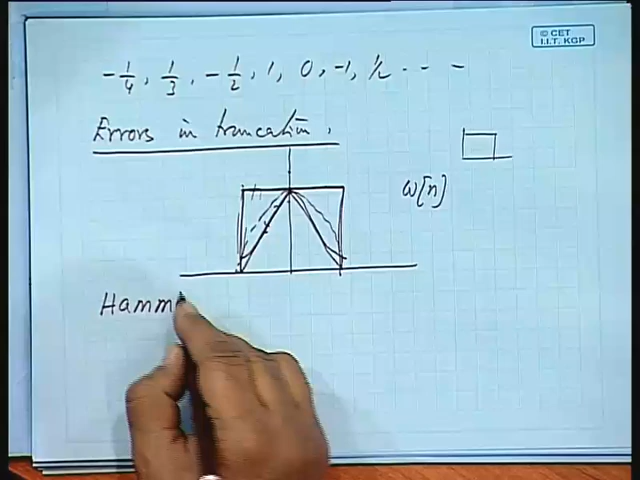 © CET
I.I.T. KGP
-1/4, 1/3, -1/2, 1, 0, -1, 1/2 - - -
Errors in truncation.
ω[n]
Hamm